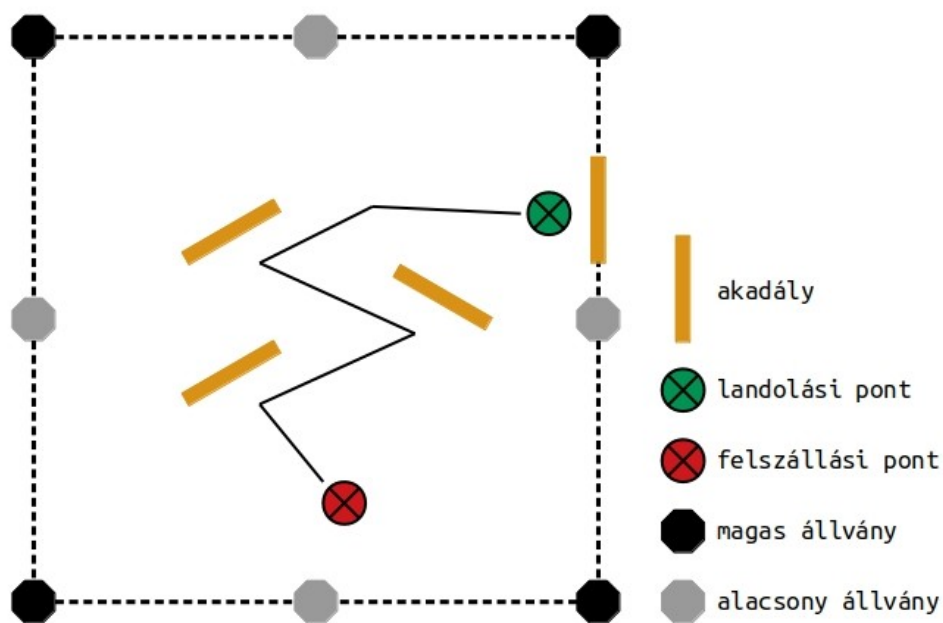 akadály
landolási pont
felszállási pont
magas állvány
alacsony állvány